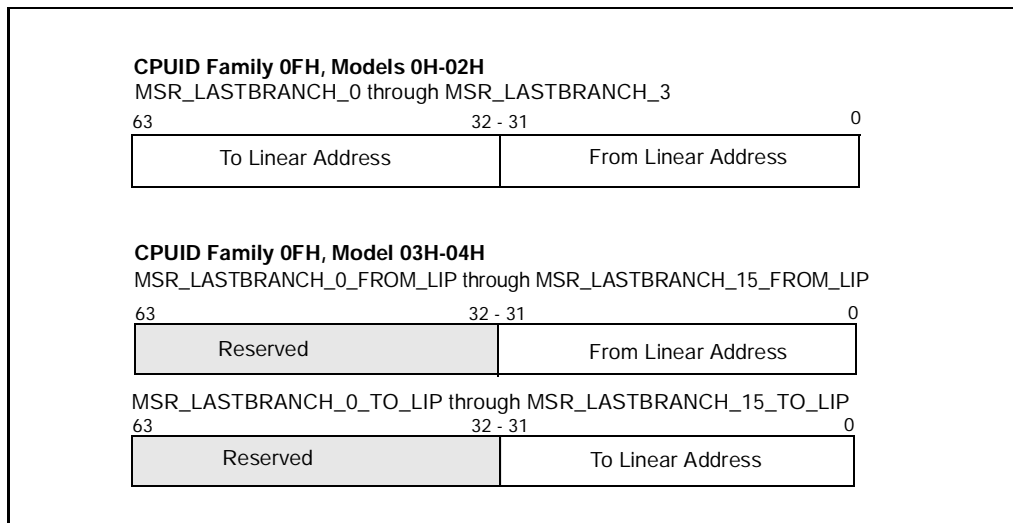 CPUID Family 0FH, Models 0H-02H
MSR_LASTBRANCH_0 through MSR_LASTBRANCH_3
63 32 - 31 0
To Linear Address From Linear Address
CPUID Family 0FH, Model 03H-04H
MSR_LASTBRANCH_0_FROM_LIP through MSR_LASTBRANCH_15_FROM_LIP
63 32 - 31 0
Reserved From Linear Address
MSR_LASTBRANCH_0_TO_LIP through MSR_LASTBRANCH_15_TO_LIP
63 32 - 31 0
Reserved To Linear Address